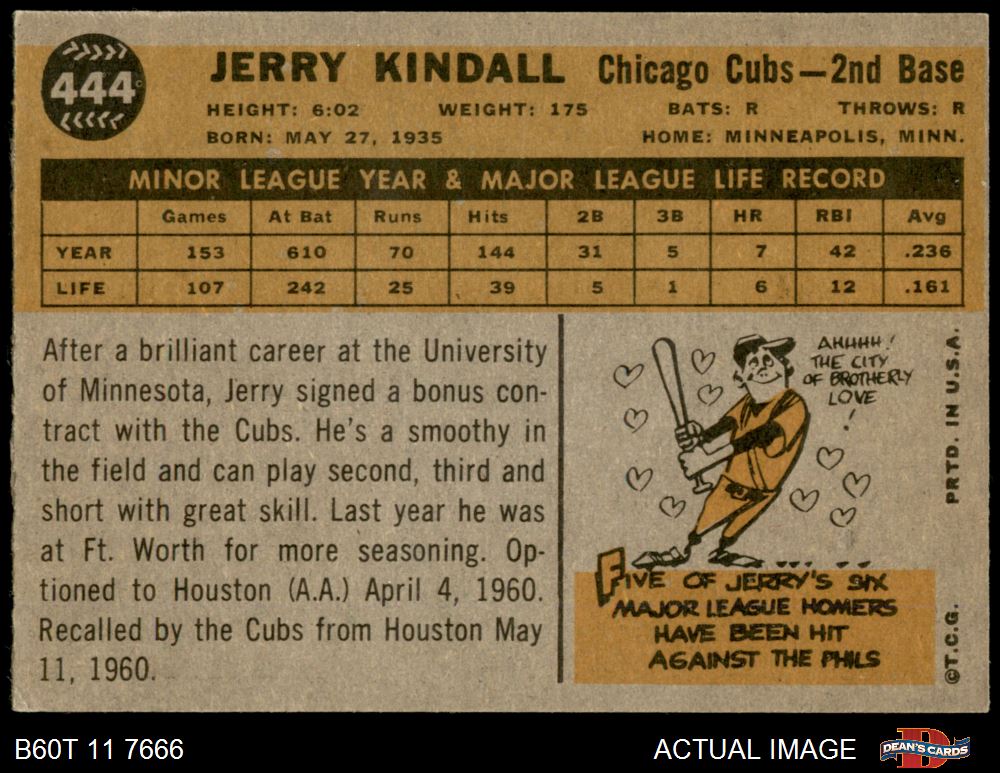 444
JERRY KINDALL Chicago Cubs—2nd Base
HEIGHT: 6:02 WEIGHT: 175 BATS: R THROWS: R
BORN: MAY 27, 1935 HOME: MINNEAPOLIS, MINN.
MINOR LEAGUE YEAR & MAJOR LEAGUE LIFE RECORD
Games At Bat Runs Hits 2B 3B HR RBI Avg
YEAR 153 610 70 144 31 5 7 42 .236
LIFE 107 242 25 39 5 1 6 12 .161
After a brilliant career at the University
of Minnesota, Jerry signed a bonus con-
tract with the Cubs. He's a smoothy in
the field and can play second, third and
short with great skill. Last year he was
at Ft. Worth for more seasoning. Op-
tioned to Houston (A.A.) April 4, 1960.
Recalled by the Cubs from Houston May
11, 1960.
AHHHH!
THE CITY
OF BROTHERLY
LOVE
!
FIVE OF JERRY'S SIX
MAJOR LEAGUE HOMERS
HAVE BEEN HIT
AGAINST THE PHILS
©T.C.G. PRTD. IN U.S.A.
B60T 11 7666 ACTUAL IMAGE DEAN'S CARDS